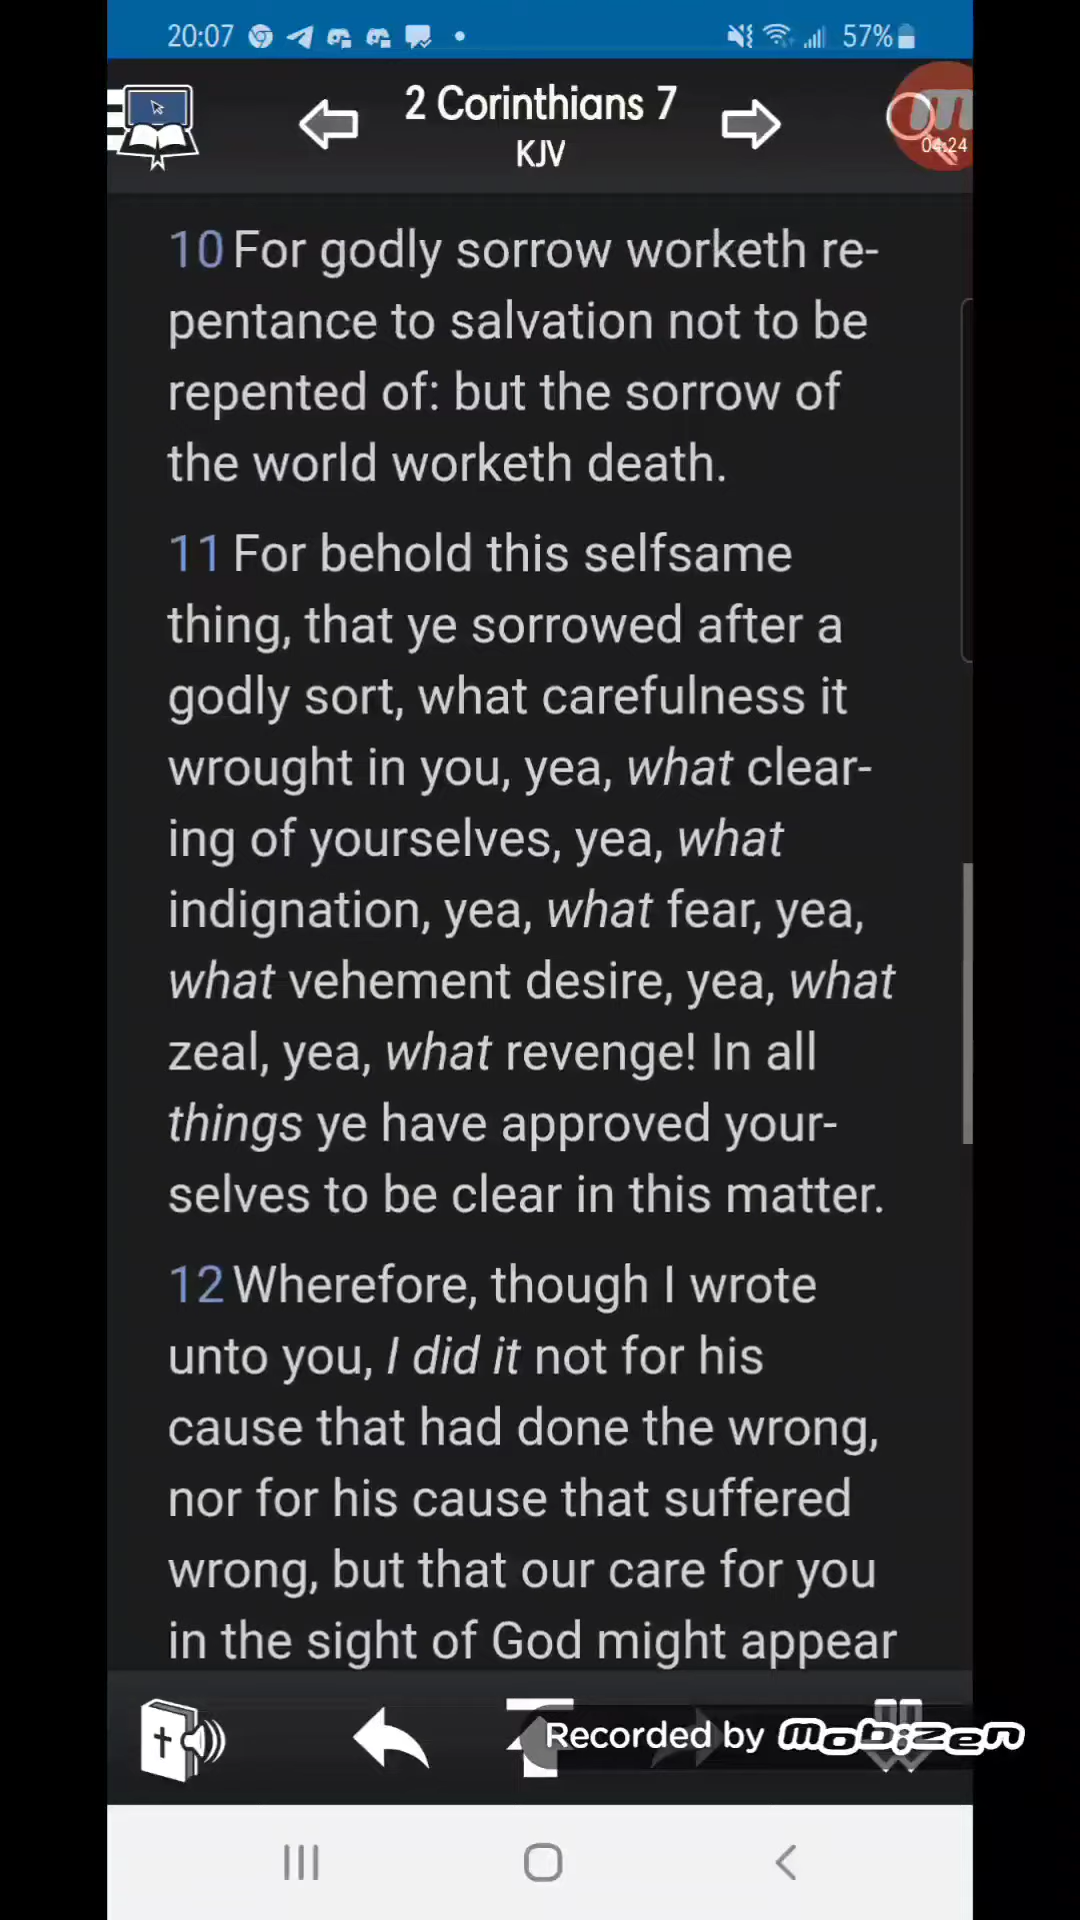 20:07 57%
2 Corinthians 7
KJV
04:24
10 For godly sorrow worketh re-
pentance to salvation not to be
repented of: but the sorrow of
the world worketh death.
11 For behold this selfsame
thing, that ye sorrowed after a
godly sort, what carefulness it
wrought in you, yea, what clear-
ing of yourselves, yea, what
indignation, yea, what fear, yea,
what vehement desire, yea, what
zeal, yea, what revenge! In all
things ye have approved your-
selves to be clear in this matter.
12 Wherefore, though I wrote
unto you, I did it not for his
cause that had done the wrong,
nor for his cause that suffered
wrong, but that our care for you
in the sight of God might appear
Recorded by Mobizen